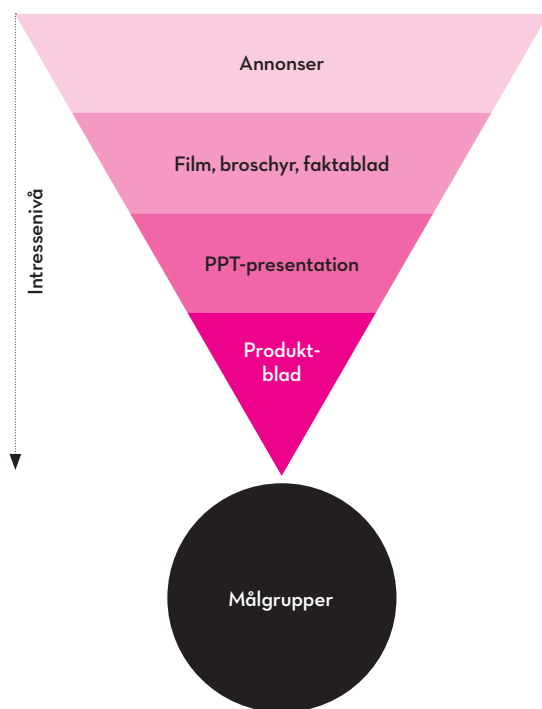 Annonser
Film, broschyr, faktablad
PPT-presentation
Produkt-
blad
Intressenivå
Målgrupper